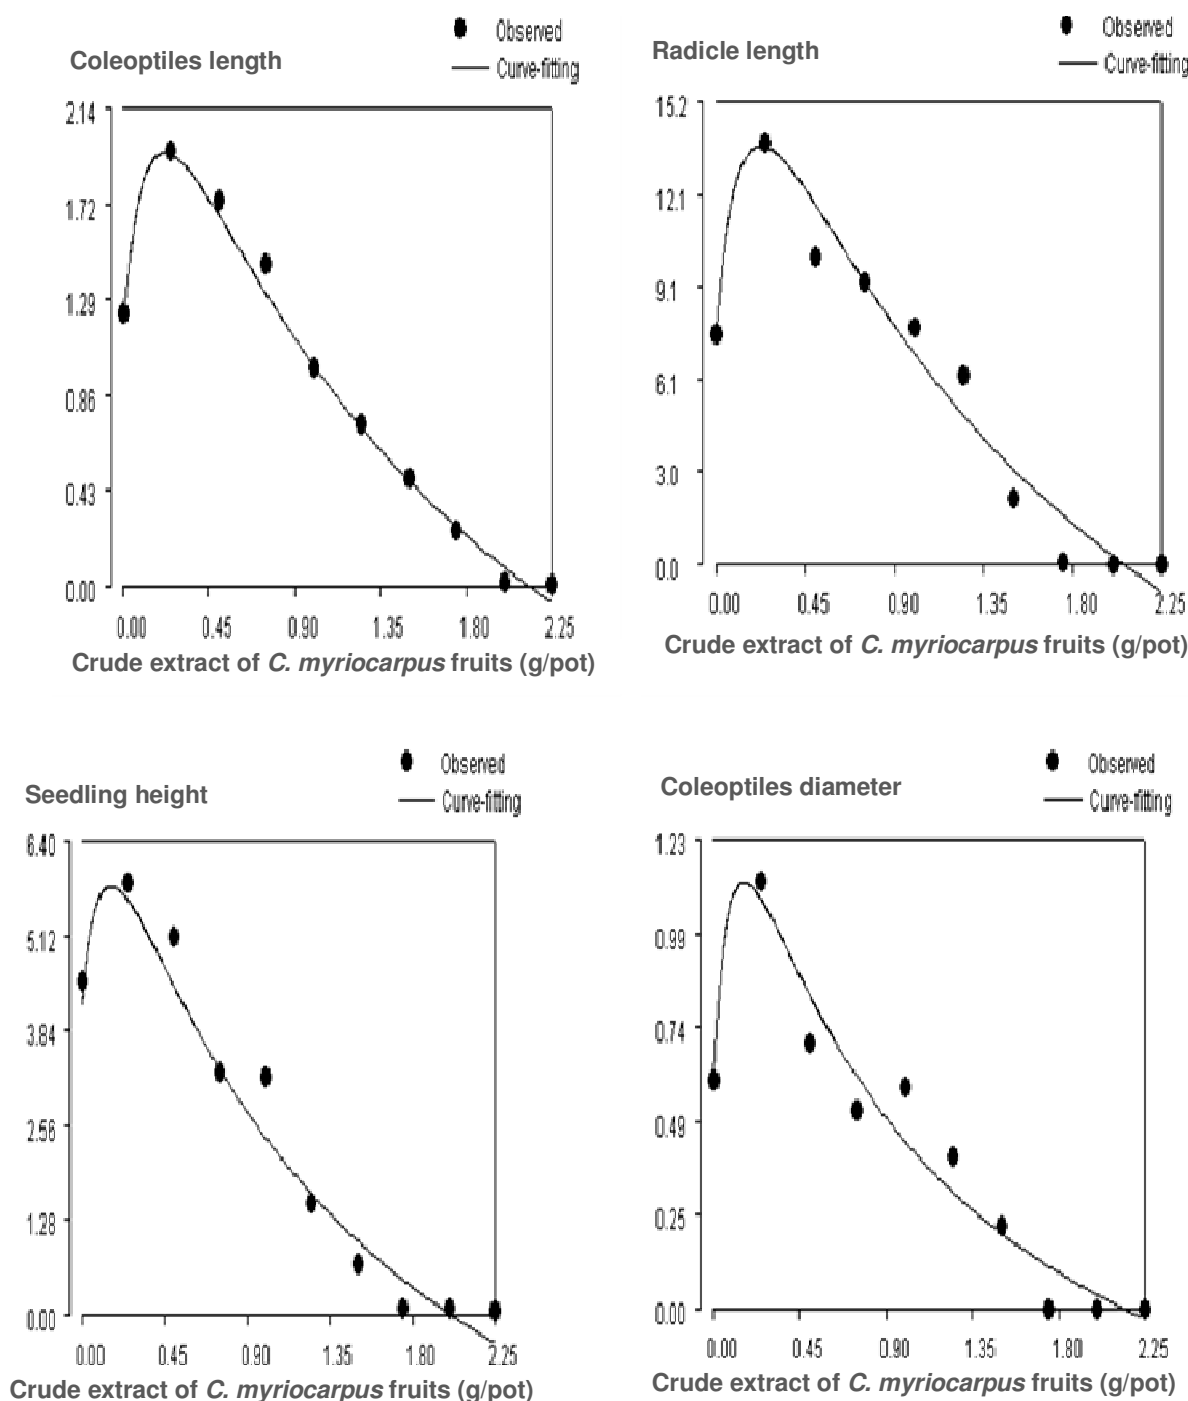 Coleoptiles length
Observed
Curve-fitting
2.14
1.72
1.29
0.86
0.43
0.00
0.00 0.45 0.90 1.35 1.80 2.25
Crude extract of C. myriocarpus fruits (g/pot)
Radicle length
Observed
Curve-fitting
15.2
12.1
9.1
6.1
3.0
0.0
0.00 0.45 0.90 1.35 1.80 2.25
Crude extract of C. myriocarpus fruits (g/pot)
Seedling height
Observed
Curve-fitting
6.40
5.12
3.84
2.56
1.28
0.00
0.00 0.45 0.90 1.35 1.80 2.25
Crude extract of C. myriocarpus fruits (g/pot)
Coleoptiles diameter
Observed
Curve-fitting
1.23
0.99
0.74
0.49
0.25
0.00
0.00 0.45 0.90 1.35 1.80 2.25
Crude extract of C. myriocarpus fruits (g/pot)